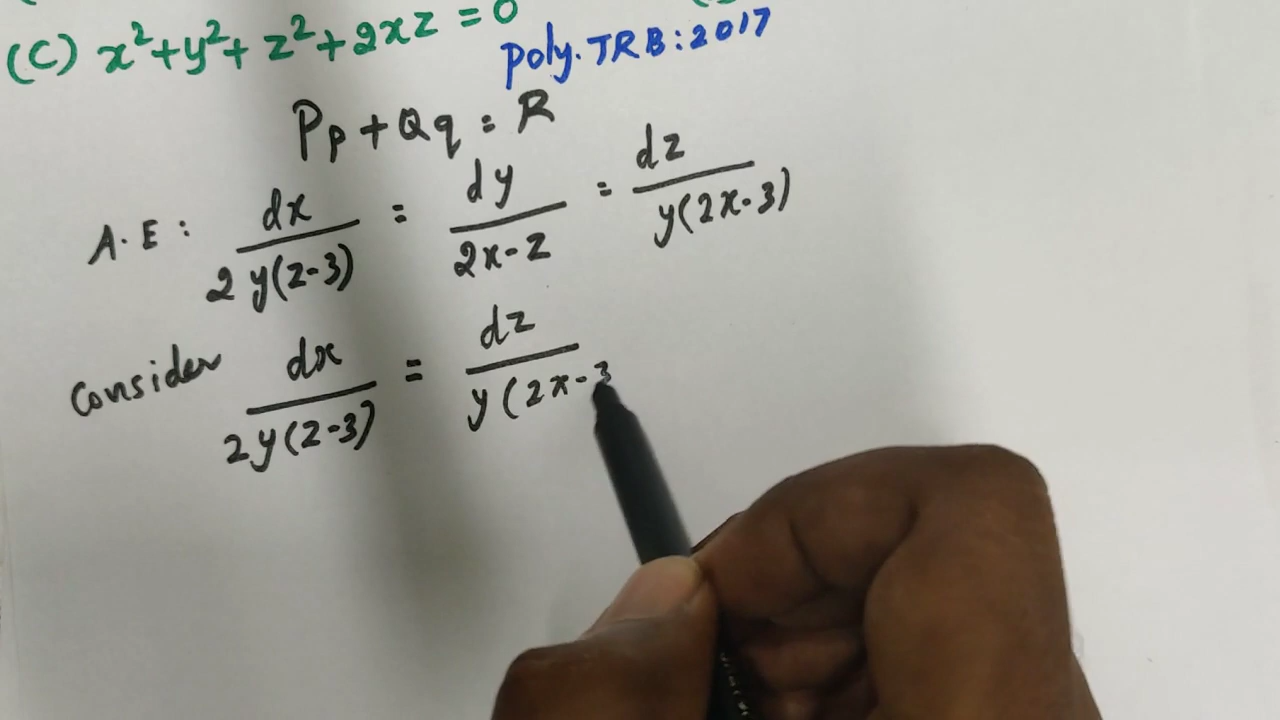 (C) x²+y²+z²+2xz=0
Poly.TRB:2017
Pp+Qq=R
A.E: dx/2y(z-3) = dy/2x-z = dz/y(2x-3)
Consider dx/2y(z-3) = dz/y(2x-3